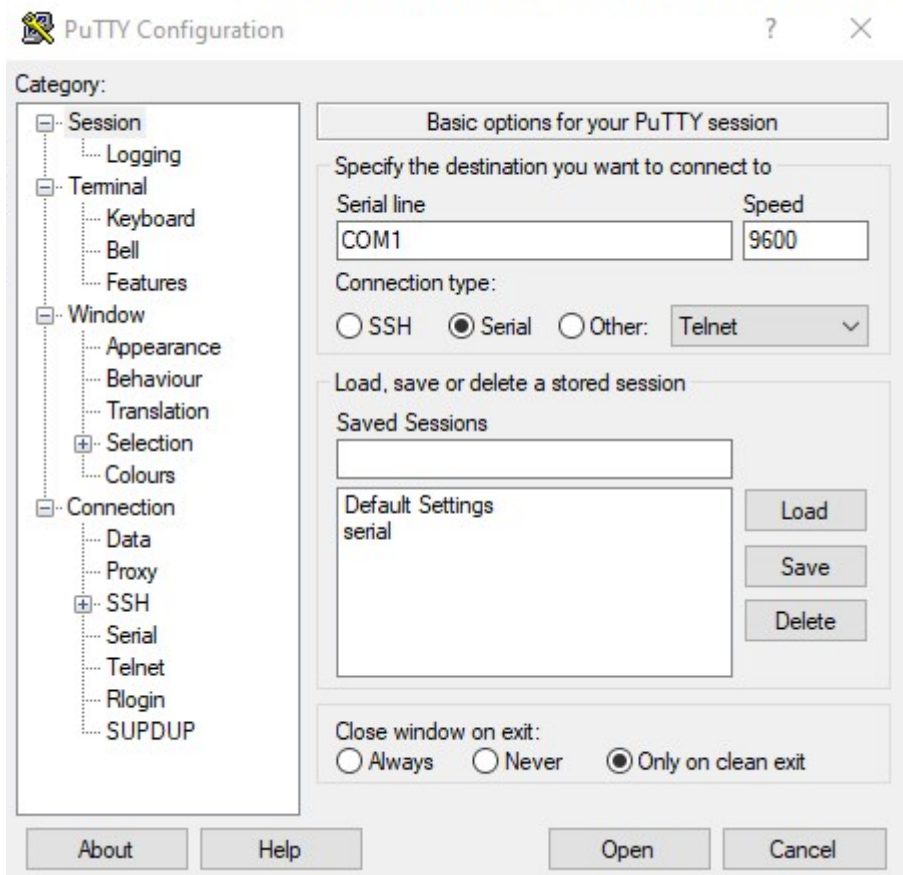 PuTTY Configuration
?
Category:
Session
Logging
Terminal
Keyboard
Bell
Features
Window
Appearance
Behaviour
Translation
Selection
Colours
Connection
Data
Proxy
SSH
Serial
Telnet
Rlogin
SUPDUP
Basic options for your PuTTY session
Specify the destination you want to connect to
Serial line Speed
COM1 9600
Connection type:
SSH Serial Other: Telnet
Load, save or delete a stored session
Saved Sessions
Default Settings
serial
Load
Save
Delete
Close window on exit:
Always Never Only on clean exit
About Help Open Cancel